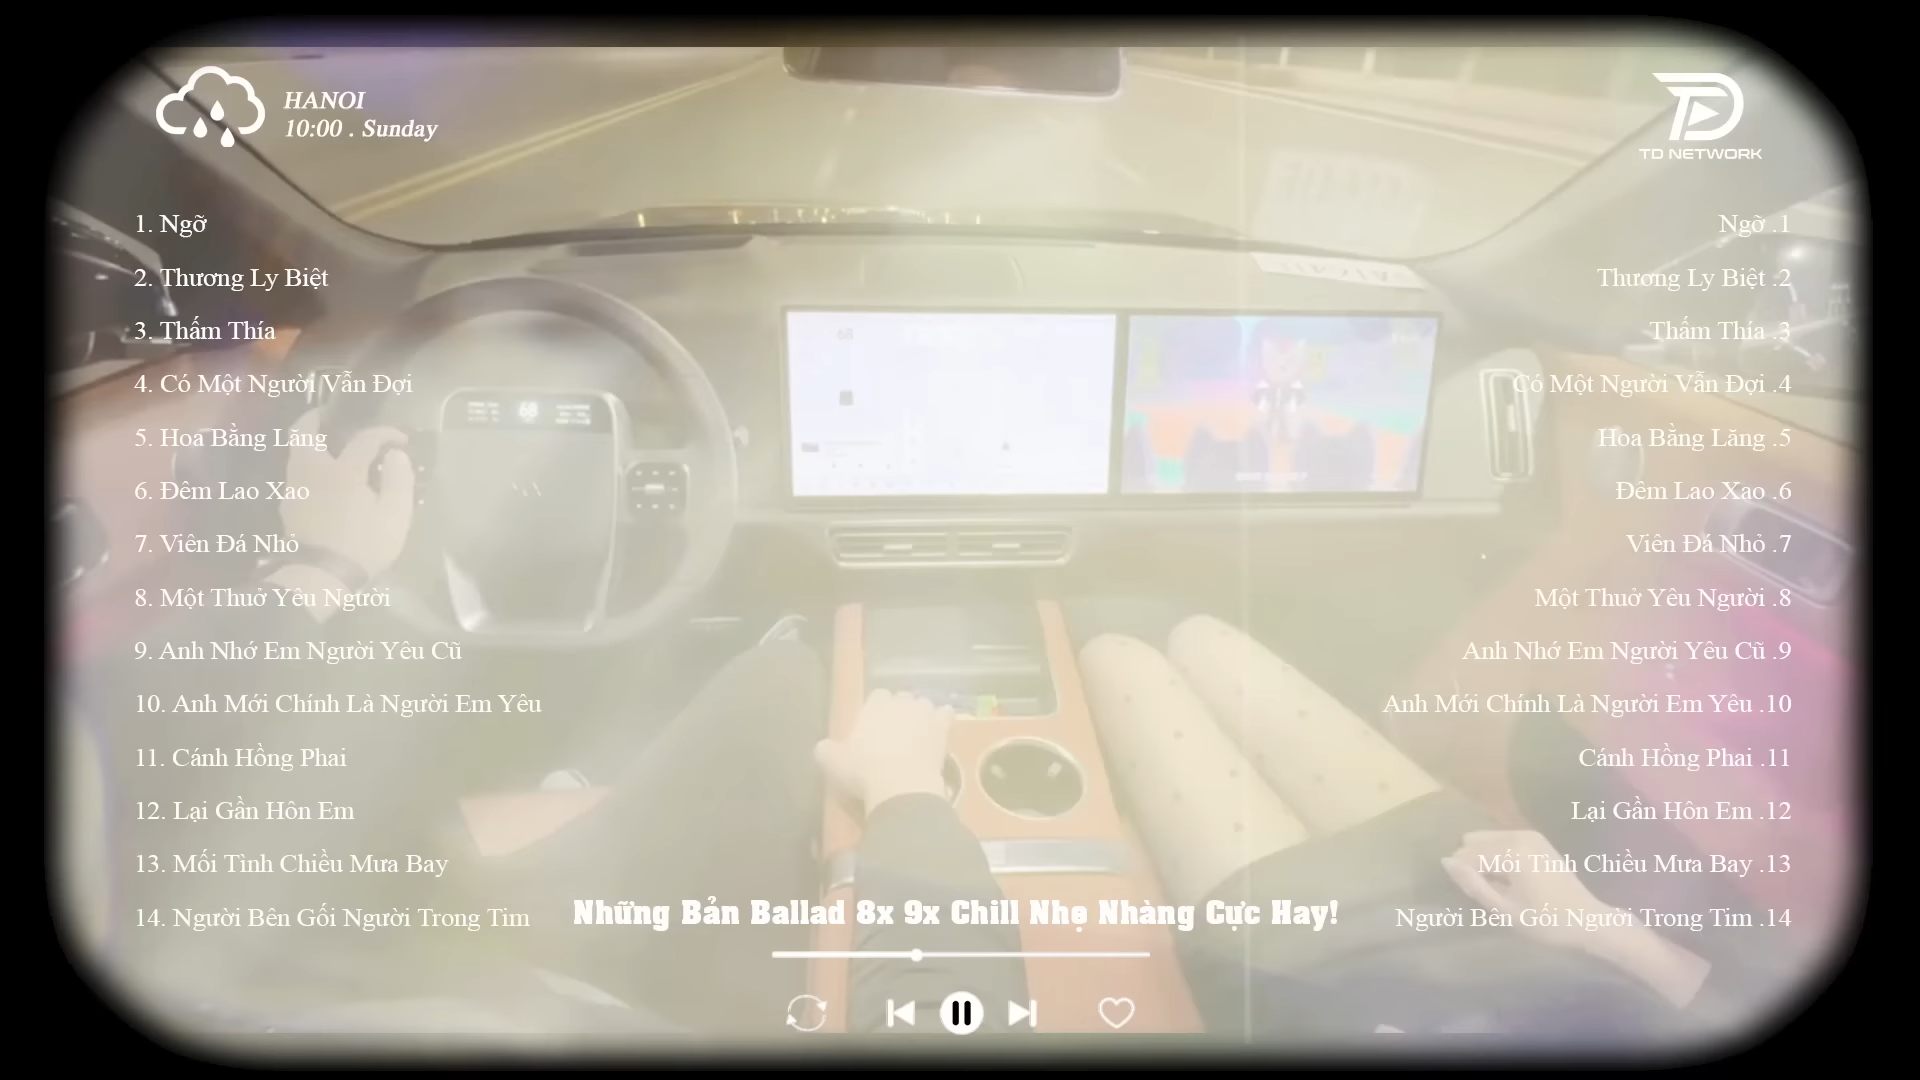 HANOI
10:00 . Sunday
TD NETWORK
1. Ngỡ
2. Thương Ly Biệt
3. Thấm Thía
4. Có Một Người Vẫn Đợi
5. Hoa Bằng Lăng
6. Đêm Lao Xao
7. Viên Đá Nhỏ
8. Một Thuở Yêu Người
9. Anh Nhớ Em Người Yêu Cũ
10. Anh Mới Chính Là Người Em Yêu
11. Cánh Hồng Phai
12. Lại Gần Hôn Em
13. Mối Tình Chiều Mưa Bay
14. Người Bên Gối Người Trong Tim
Ngỡ .1
Thương Ly Biệt .2
Thấm Thía .3
Có Một Người Vẫn Đợi .4
Hoa Bằng Lăng .5
Đêm Lao Xao .6
Viên Đá Nhỏ .7
Một Thuở Yêu Người .8
Anh Nhớ Em Người Yêu Cũ .9
Anh Mới Chính Là Người Em Yêu .10
Cánh Hồng Phai .11
Lại Gần Hôn Em .12
Mối Tình Chiều Mưa Bay .13
Người Bên Gối Người Trong Tim .14
68
Những Bản Ballad 8x 9x Chill Nhẹ Nhàng Cực Hay!